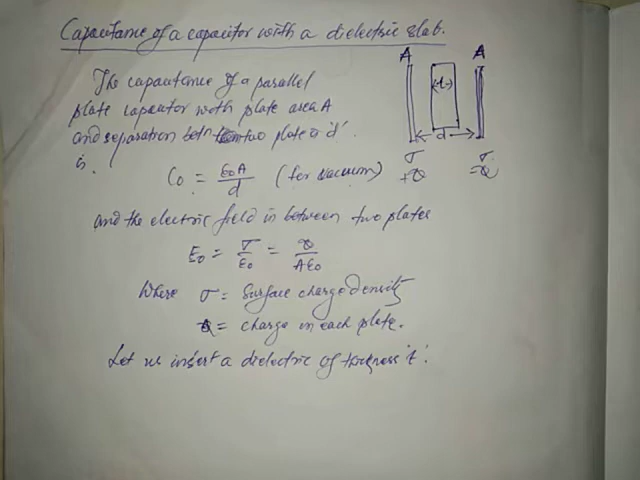 Capacitance of a capacitor with a dielectric slab.
A A
The capacitance of a parallel
plate capacitor with plate area A
and separation betn two plate is 'd'.
is.
t
d
σ σ
+Q -Q
C₀ = ε₀A/d (for vacuum)
and the electric field in between two plates
E₀ = σ/ε₀ = Q/Aε₀
Where σ = Surface charge density
Q = charge in each plate.
Let us insert a dielectric of thickness 't'.